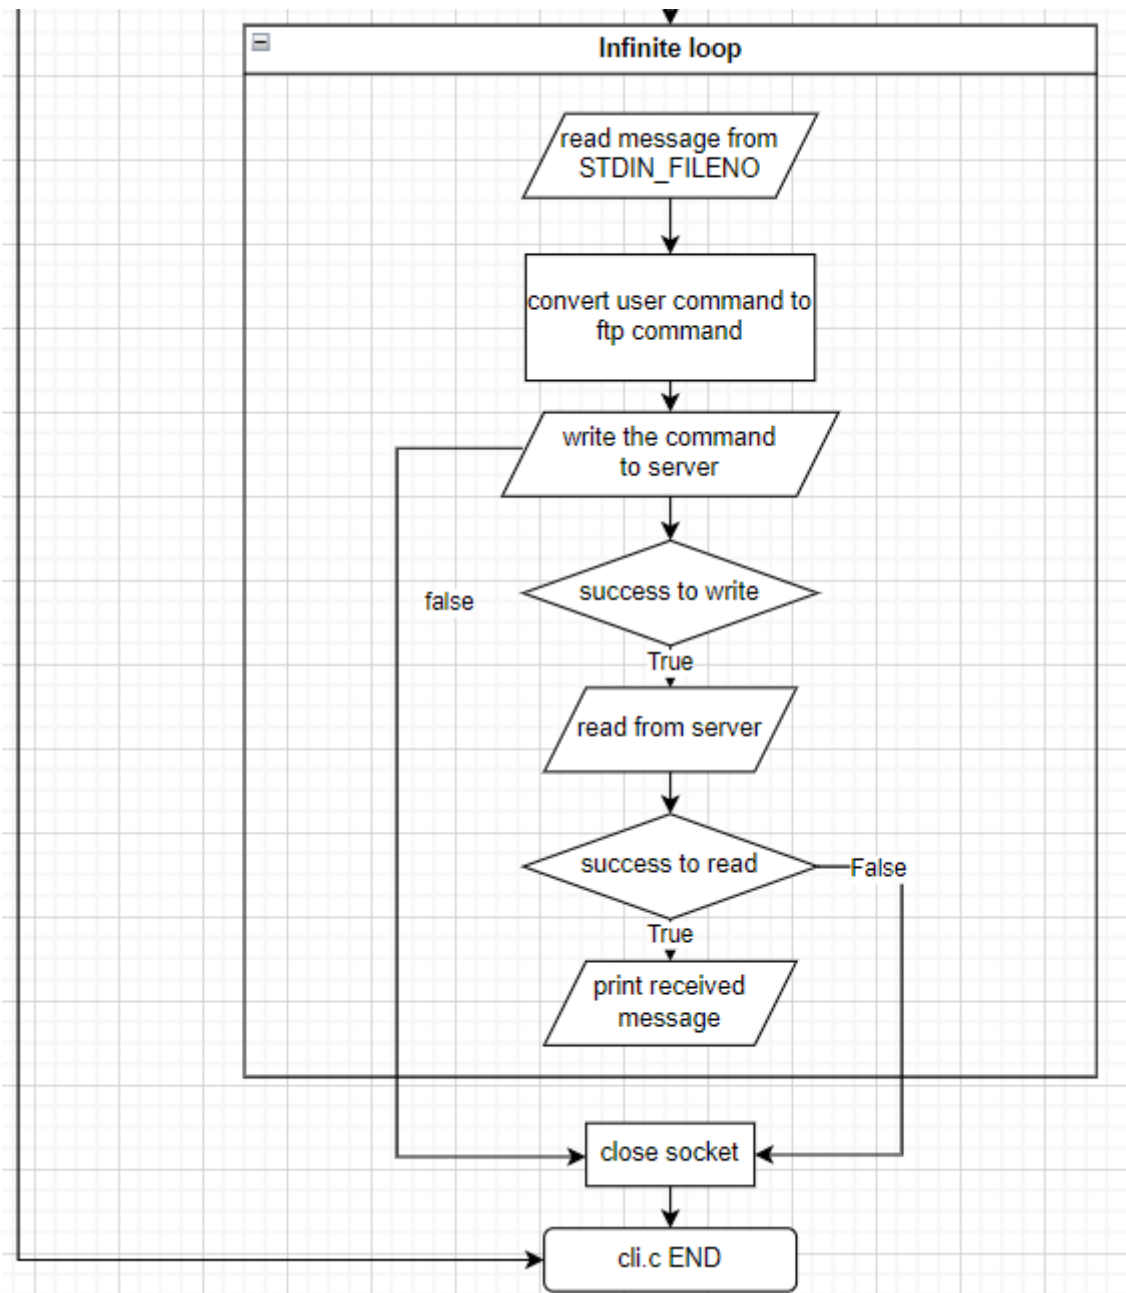 Infinite loop
read message from
STDIN_FILENO
convert user command to
ftp command
write the command
to server
success to write
false
True
read from server
success to read
False
True
print received
message
close socket
cli.c END